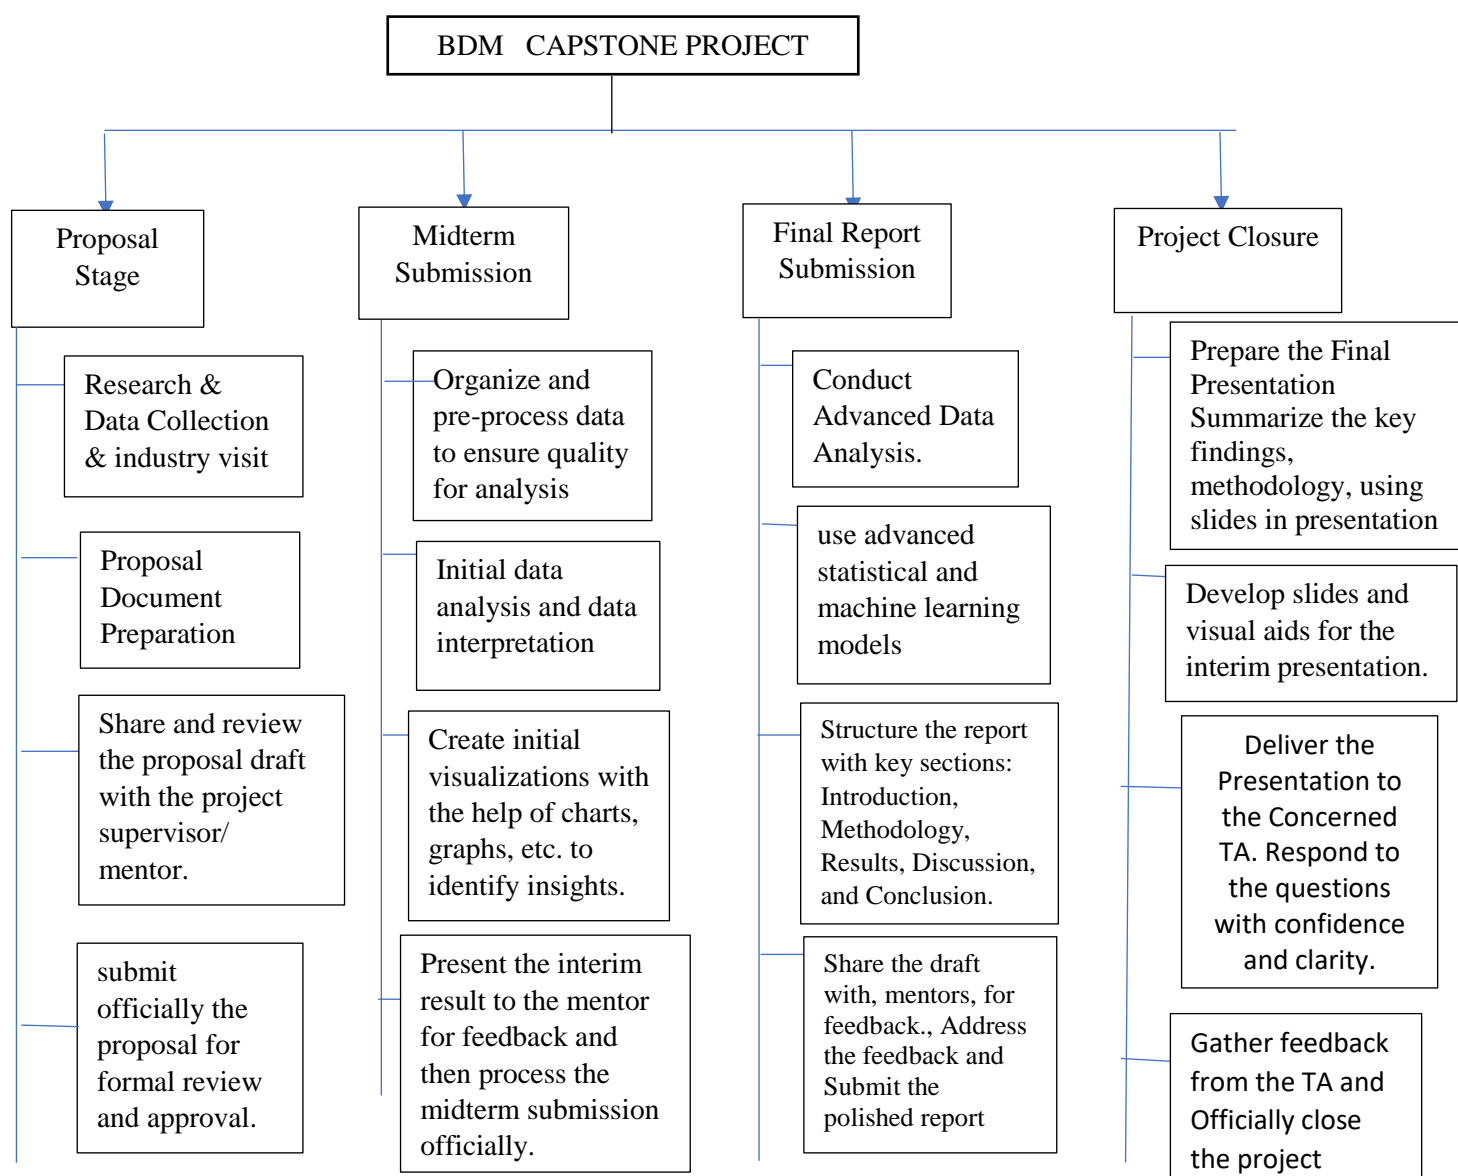 BDM CAPSTONE PROJECT
Proposal
Stage
Research &
Data Collection
& industry visit
Proposal
Document
Preparation
Share and review
the proposal draft
with the project
supervisor/
mentor.
submit
officially the
proposal for
formal review
and approval.
Midterm
Submission
Organize and
pre-process data
to ensure quality
for analysis
Initial data
analysis and data
interpretation
Create initial
visualizations with
the help of charts,
graphs, etc. to
identify insights.
Present the interim
result to the mentor
for feedback and
then process the
midterm submission
officially.
Final Report
Submission
Conduct
Advanced Data
Analysis.
use advanced
statistical and
machine learning
models
Structure the report
with key sections:
Introduction,
Methodology,
Results, Discussion,
and Conclusion.
Share the draft
with, mentors, for
feedback., Address
the feedback and
Submit the
polished report
Project Closure
Prepare the Final
Presentation
Summarize the key
findings,
methodology, using
slides in presentation
Develop slides and
visual aids for the
interim presentation.
Deliver the
Presentation to
the Concerned
TA. Respond to
the questions
with confidence
and clarity.
Gather feedback
from the TA and
Officially close
the project